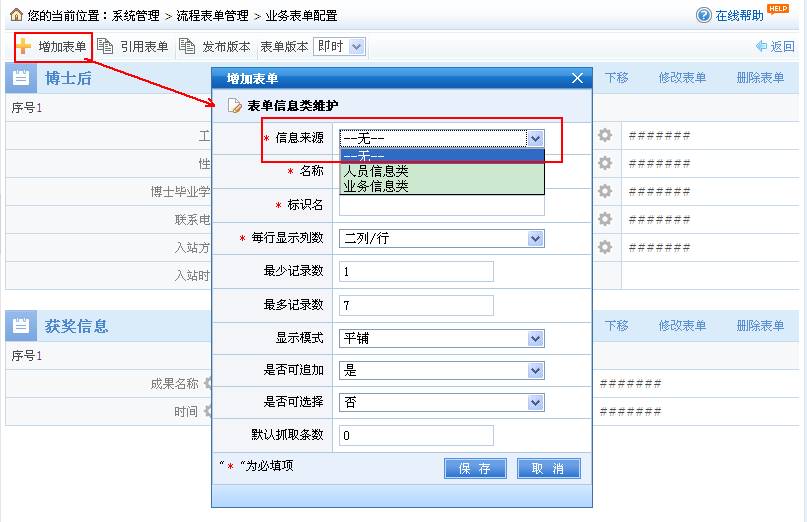 您的当前位置：系统管理 > 流程表单管理 > 业务表单配置
在线帮助 HELP
增加表单 引用表单 发布版本 表单版本 即时 返回
博士后 下移 修改表单 删除表单
增加表单
序号1
表单信息类维护
工 #######
* 信息来源 --无--
--无--
性 #######
* 名称 人员信息类
业务信息类
博士毕业学 #######
* 标识名
联系电 #######
* 每行显示列数 二列/行
入站方 #######
入站时
最少记录数 1
最多记录数 7
获奖信息 下移 修改表单 删除表单
显示模式 平铺
序号1
是否可追加 是
成果名称 #######
是否可选择 否
时间 #######
默认抓取条数 0
“ * ”为必填项 保 存 取 消